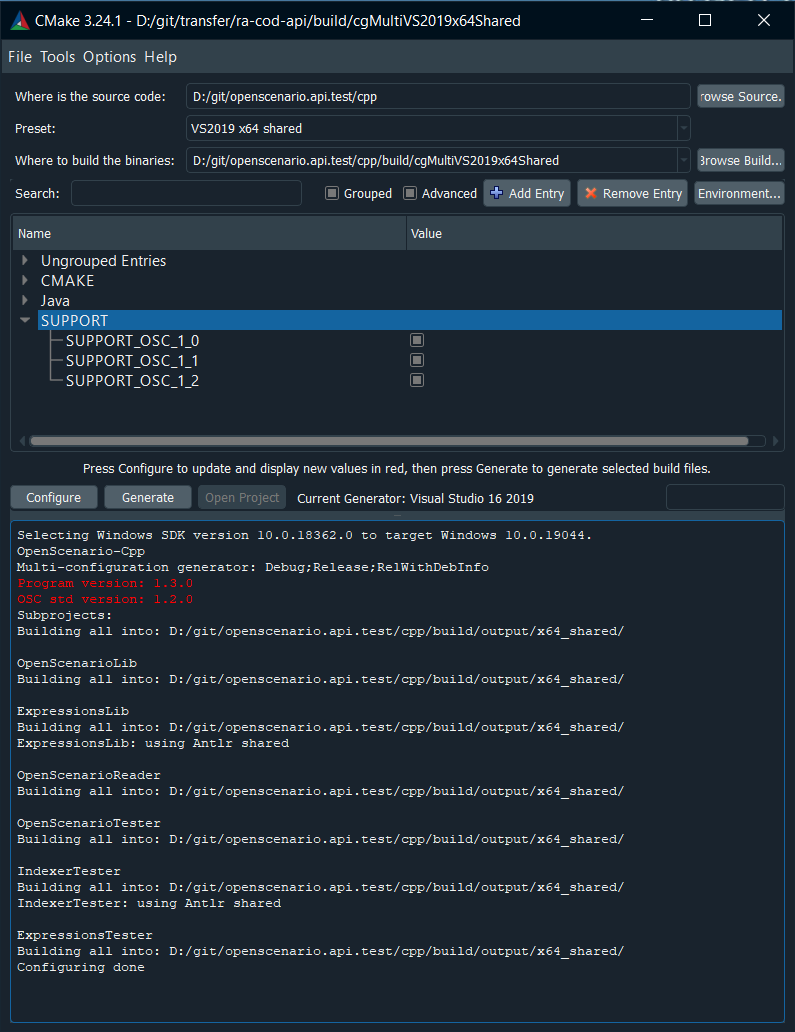 CMake 3.24.1 - D:/git/transfer/ra-cod-api/build/cgMultiVS2019x64Shared
File Tools Options Help
Where is the source code: D:/git/openscenario.api.test/cpp rowse Source.
Preset: VS2019 x64 shared
Where to build the binaries: D:/git/openscenario.api.test/cpp/build/cgMultiVS2019x64Shared Browse Build...
Search: Grouped Advanced Add Entry Remove Entry Environment...
Name Value
Ungrouped Entries
CMAKE
Java
SUPPORT
SUPPORT_OSC_1_0
SUPPORT_OSC_1_1
SUPPORT_OSC_1_2
Press Configure to update and display new values in red, then press Generate to generate selected build files.
Configure Generate Open Project Current Generator: Visual Studio 16 2019
Selecting Windows SDK version 10.0.18362.0 to target Windows 10.0.19044.
OpenScenario-Cpp
Multi-configuration generator: Debug;Release;RelWithDebInfo
Program version: 1.3.0
OSC std version: 1.2.0
Subprojects:
Building all into: D:/git/openscenario.api.test/cpp/build/output/x64_shared/
OpenScenarioLib
Building all into: D:/git/openscenario.api.test/cpp/build/output/x64_shared/
ExpressionsLib
Building all into: D:/git/openscenario.api.test/cpp/build/output/x64_shared/
ExpressionsLib: using Antlr shared
OpenScenarioReader
Building all into: D:/git/openscenario.api.test/cpp/build/output/x64_shared/
OpenScenarioTester
Building all into: D:/git/openscenario.api.test/cpp/build/output/x64_shared/
IndexerTester
Building all into: D:/git/openscenario.api.test/cpp/build/output/x64_shared/
IndexerTester: using Antlr shared
ExpressionsTester
Building all into: D:/git/openscenario.api.test/cpp/build/output/x64_shared/
Configuring done